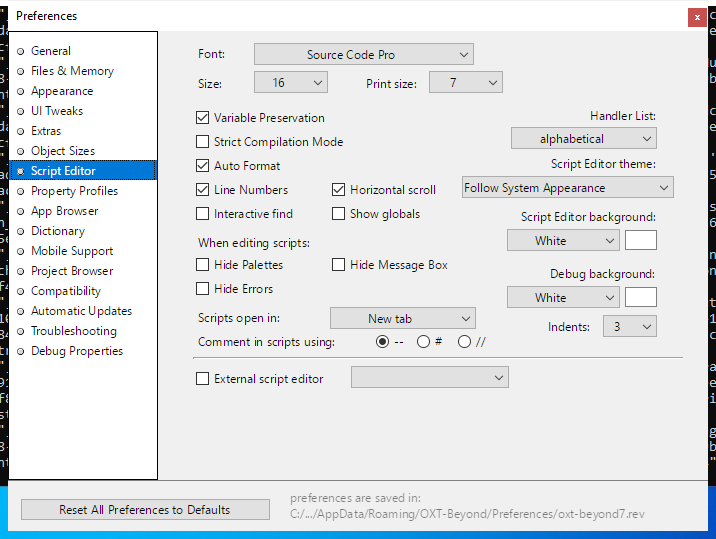 Preferences
x
General
Files & Memory
Appearance
UI Tweaks
Extras
Object Sizes
Script Editor
Property Profiles
App Browser
Dictionary
Mobile Support
Project Browser
Compatibility
Automatic Updates
Troubleshooting
Debug Properties
Font: Source Code Pro
Size: 16 Print size: 7
Variable Preservation
Strict Compilation Mode
Auto Format
Line Numbers Horizontal scroll
Interactive find Show globals
When editing scripts:
Hide Palettes Hide Message Box
Hide Errors
Handler List:
alphabetical
Script Editor theme:
Follow System Appearance
Script Editor background:
White
Debug background:
White
Indents: 3
Scripts open in: New tab
Comment in scripts using: -- # //
External script editor
Reset All Preferences to Defaults
preferences are saved in:
C:/.../AppData/Roaming/OXT-Beyond/Preferences/oxt-beyond7.rev